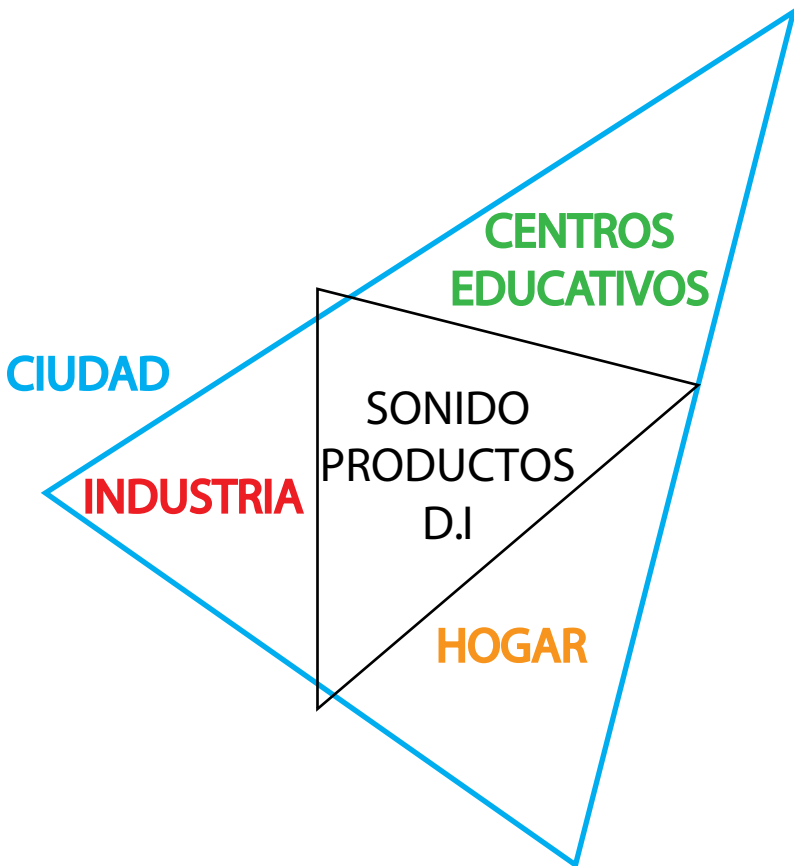 CENTROS
EDUCATIVOS
CIUDAD
SONIDO
PRODUCTOS
D.I
INDUSTRIA
HOGAR